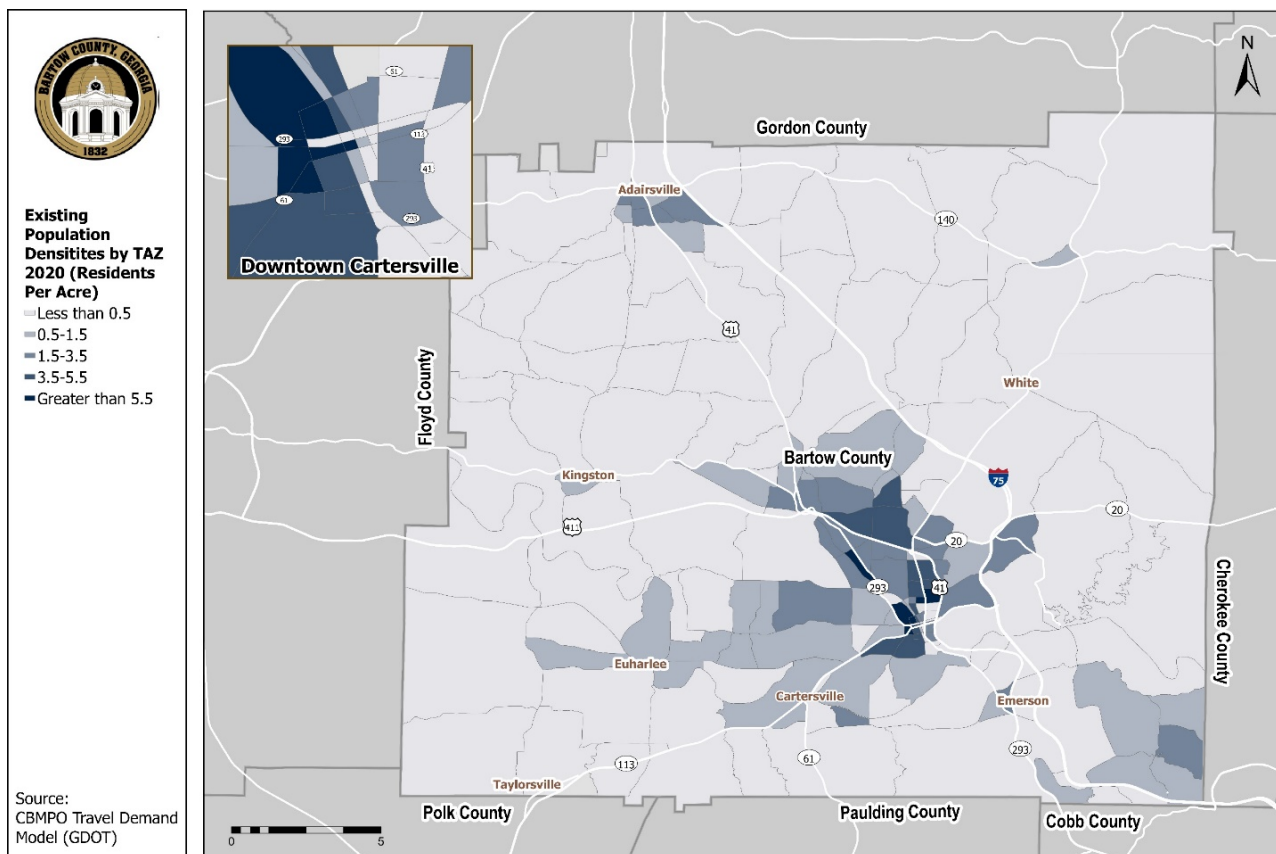 BARTOW COUNTY, GEORGIA
1832
Existing
Population
Densitites by TAZ
2020 (Residents
Per Acre)
Less than 0.5
0.5-1.5
1.5-3.5
3.5-5.5
Greater than 5.5
Source:
CBMPO Travel Demand
Model (GDOT)
61
293
113
41
61
293
Downtown Cartersville
N
Gordon County
Adairsville
140
41
White
Floyd County
Bartow County
Kingston
75
411
20
20
293
41
Cherokee County
Euharlee
Cartersville
Emerson
293
113
61
Taylorsville
Polk County
Paulding County
Cobb County
0
5